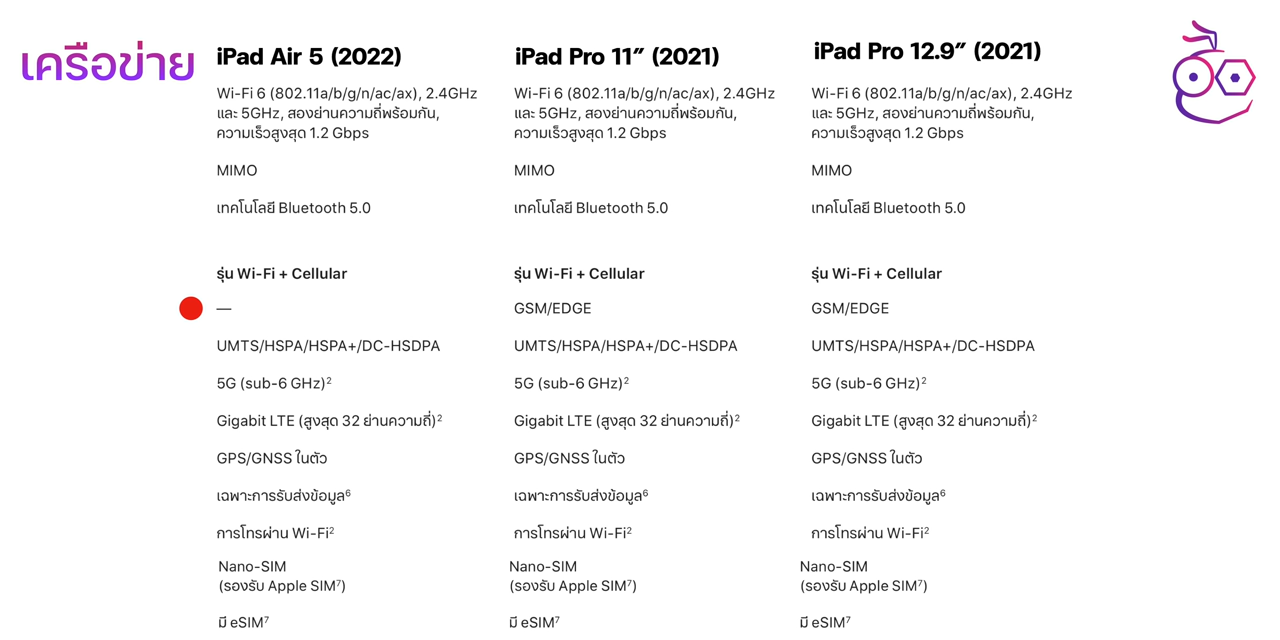 เครือข่าย
iPad Air 5 (2022)
Wi-Fi 6 (802.11a/b/g/n/ac/ax), 2.4GHz
และ 5GHz, สองย่านความถี่พร้อมกัน,
ความเร็วสูงสุด 1.2 Gbps
MIMO
เทคโนโลยี Bluetooth 5.0
รุ่น Wi-Fi + Cellular
—
UMTS/HSPA/HSPA+/DC-HSDPA
5G (sub-6 GHz)²
Gigabit LTE (สูงสุด 32 ย่านความถี่)²
GPS/GNSS ในตัว
เฉพาะการรับส่งข้อมูล⁶
การโทรผ่าน Wi-Fi²
Nano-SIM
(รองรับ Apple SIM⁷)
มี eSIM⁷
iPad Pro 11″ (2021)
Wi-Fi 6 (802.11a/b/g/n/ac/ax), 2.4GHz
และ 5GHz, สองย่านความถี่พร้อมกัน,
ความเร็วสูงสุด 1.2 Gbps
MIMO
เทคโนโลยี Bluetooth 5.0
รุ่น Wi-Fi + Cellular
GSM/EDGE
UMTS/HSPA/HSPA+/DC-HSDPA
5G (sub-6 GHz)²
Gigabit LTE (สูงสุด 32 ย่านความถี่)²
GPS/GNSS ในตัว
เฉพาะการรับส่งข้อมูล⁶
การโทรผ่าน Wi-Fi²
Nano-SIM
(รองรับ Apple SIM⁷)
มี eSIM⁷
iPad Pro 12.9″ (2021)
Wi-Fi 6 (802.11a/b/g/n/ac/ax), 2.4GHz
และ 5GHz, สองย่านความถี่พร้อมกัน,
ความเร็วสูงสุด 1.2 Gbps
MIMO
เทคโนโลยี Bluetooth 5.0
รุ่น Wi-Fi + Cellular
GSM/EDGE
UMTS/HSPA/HSPA+/DC-HSDPA
5G (sub-6 GHz)²
Gigabit LTE (สูงสุด 32 ย่านความถี่)²
GPS/GNSS ในตัว
เฉพาะการรับส่งข้อมูล⁶
การโทรผ่าน Wi-Fi²
Nano-SIM
(รองรับ Apple SIM⁷)
มี eSIM⁷